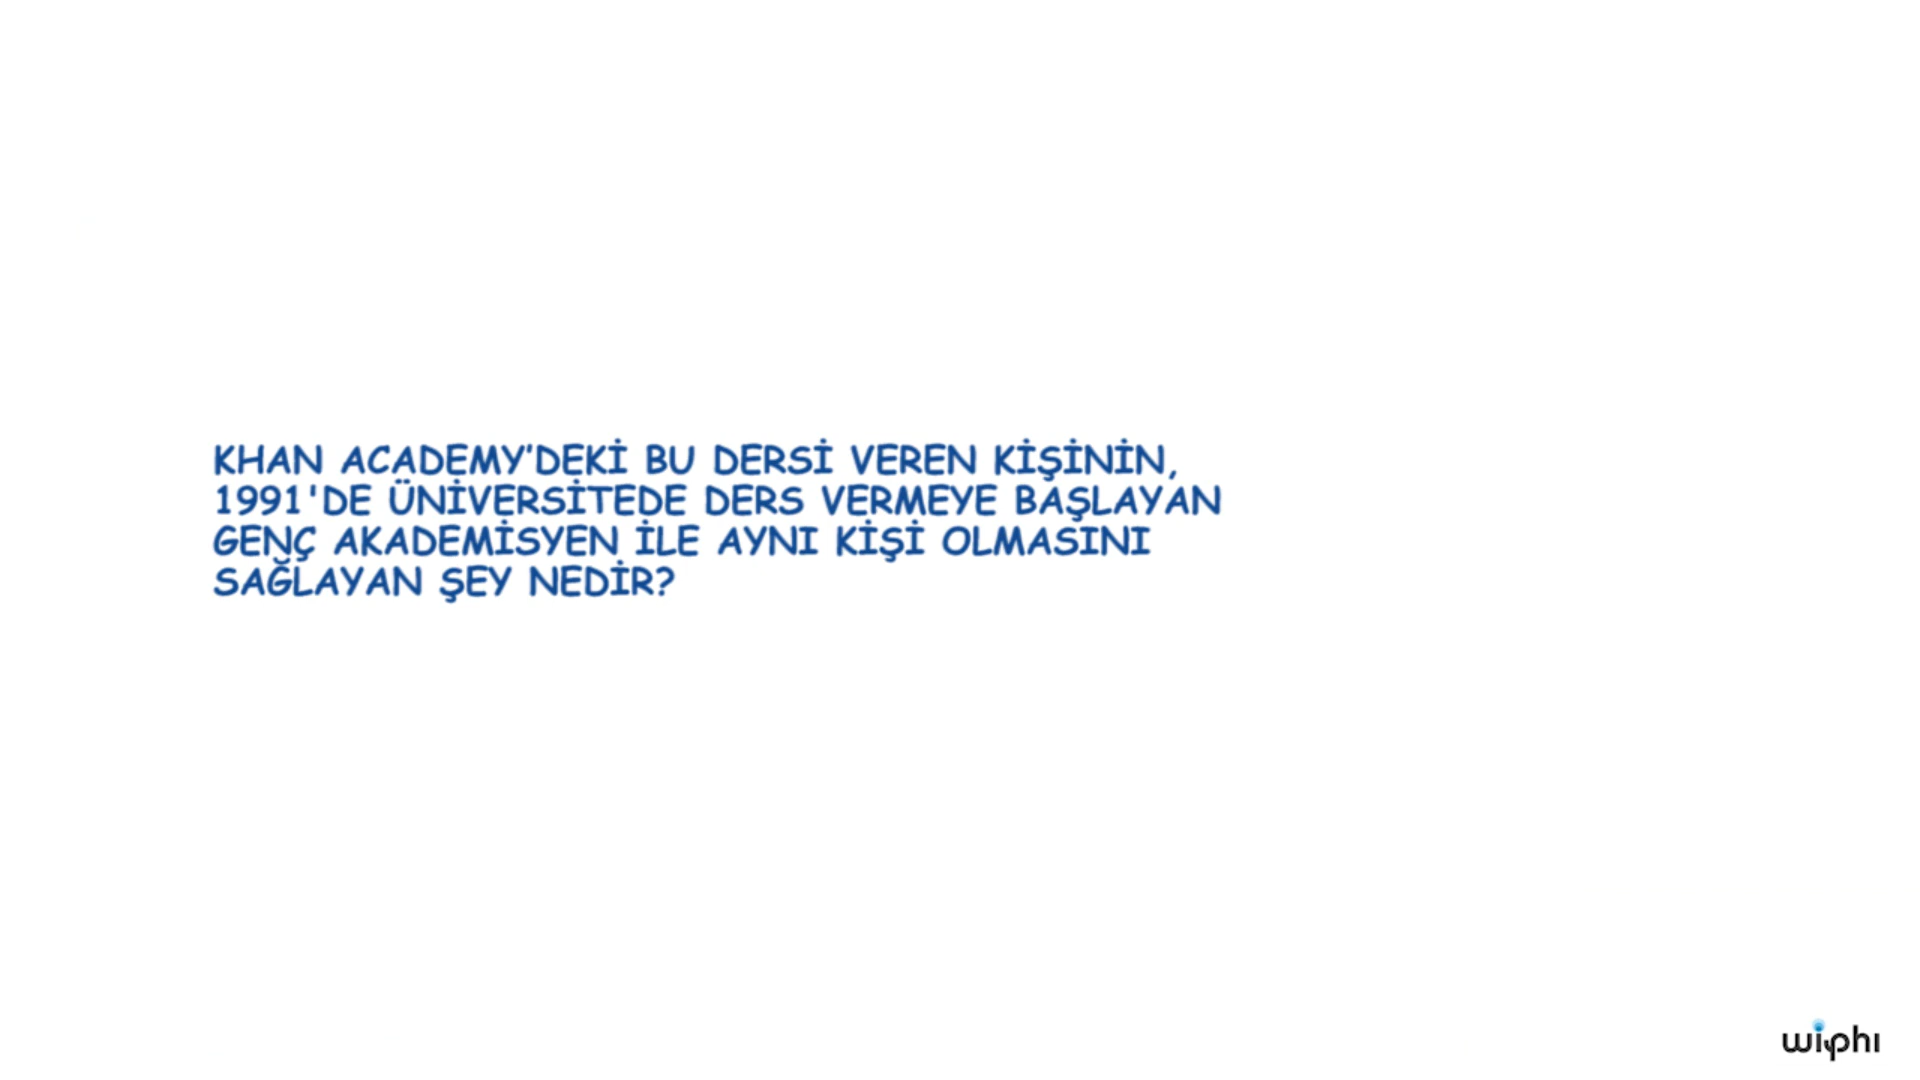 KHAN ACADEMY'DEKİ BU DERSİ VEREN KİŞİNİN,
1991'DE ÜNİVERSİTEDE DERS VERMEYE BAŞLAYAN
GENÇ AKADEMİSYEN İLE AYNI KİŞİ OLMASINI
SAĞLAYAN ŞEY NEDİR?
wiphi